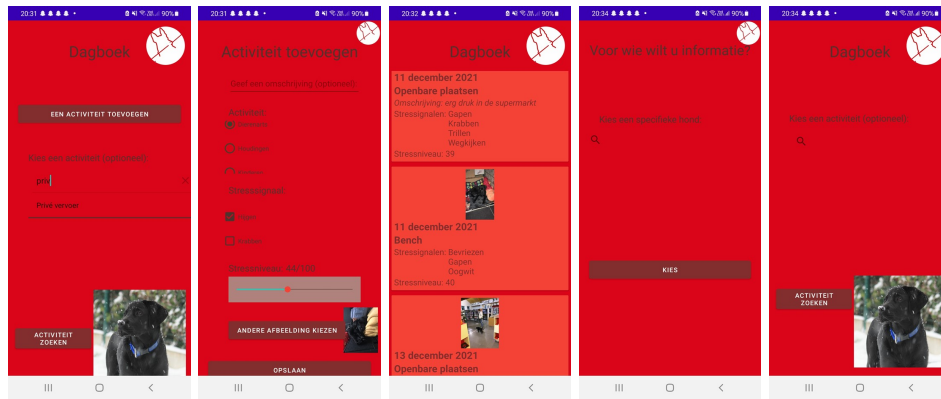 20:31
90%
Dagboek
EEN ACTIVITEIT TOEVOEGEN
Kies een activiteit (optioneel):
priv
Privé vervoer
ACTIVITEIT
ZOEKEN
20:31
90%
Activiteit toevoegen
Geef een omschrijving (optioneel)
Activiteit
Stressniveau: 44/100
ANDERE AFBEELDING KIEZEN
OPSLAAN
20:32
90%
Dagboek
11 december 2021
Openbare plaatsen
Omschrijving: erg druk in de supermarkt
Stressignalen: Gapen
Krabben
Trillen
Wegkijken
Stressniveau: 39
11 december 2021
Bench
Stressignalen: Bevriezen
Gapen
Oogwit
Stressniveau: 40
13 december 2021
Openbare plaatsen
20:34
90%
Voor wie wilt u informatie?
Kies een specifieke hond:
KIES
20:34
90%
Dagboek
Kies een activiteit (optioneel):
ACTIVITEIT
ZOEKEN